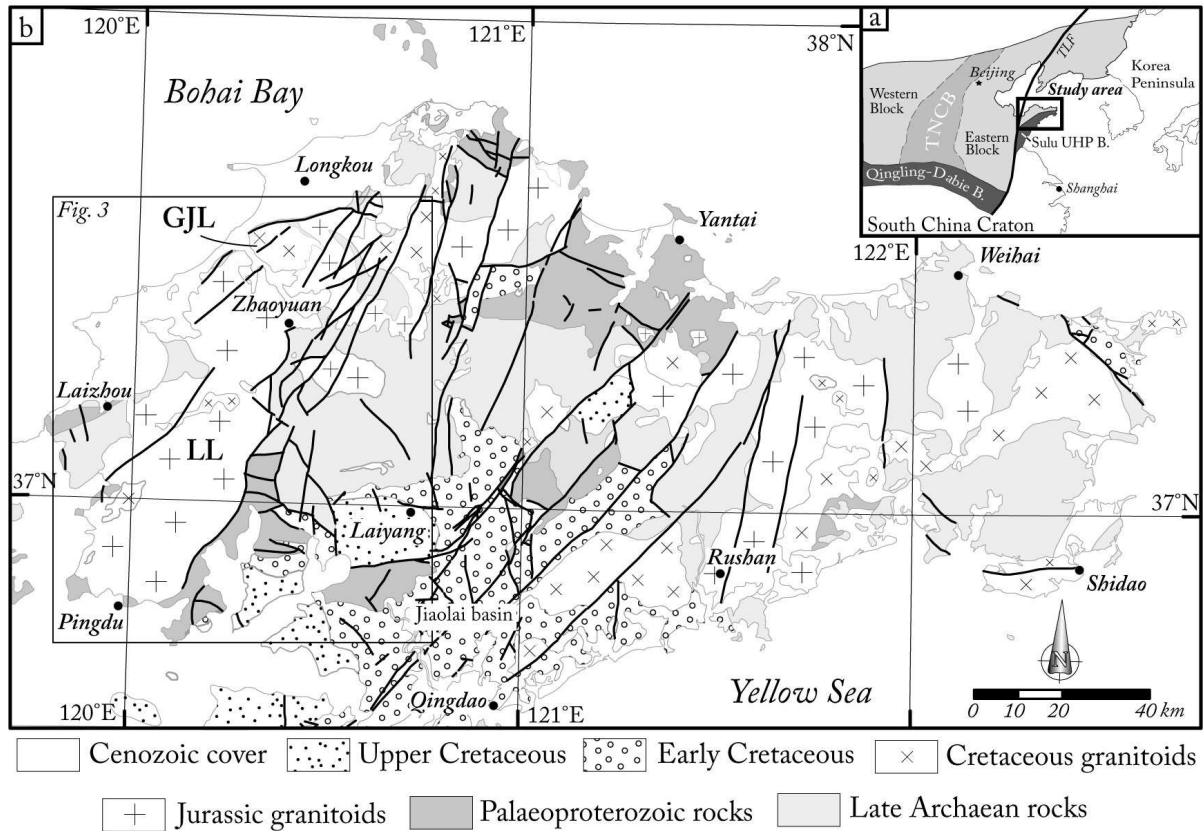 b
120°E
121°E
38°N
a
Bohai Bay
Longkou
Fig. 3
GJL
Zhaoyuan
Laizhou
LL
37°N
Laiyang
Pingdu
Jiaolai basin
Qingdao
120°E
121°E
Yantai
122°E
Weihai
37°N
Rushan
Shidao
Yellow Sea
N
0 10 20 40 km
TLF
Beijing
Korea
Peninsula
Study area
Western
Block
TNCB
Eastern
Block
Sulu UHP B.
Qingling-Dabie B.
Shanghai
South China Craton
Cenozoic cover
Upper Cretaceous
Early Cretaceous
Cretaceous granitoids
Jurassic granitoids
Palaeoproterozoic rocks
Late Archaean rocks